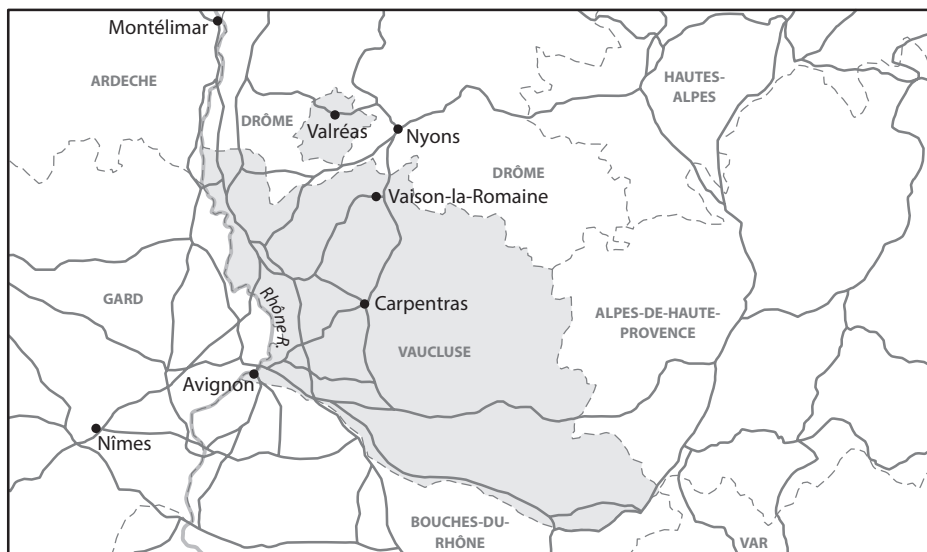 Montélimar
ARDECHE
HAUTES-
ALPES
DRÔME
Valréas
Nyons
DRÔME
Vaison-la-Romaine
GARD
Rhône R.
Carpentras
ALPES-DE-HAUTE-
PROVENCE
VAUCLUSE
Avignon
Nîmes
BOUCHES-DU-
RHÔNE
VAR